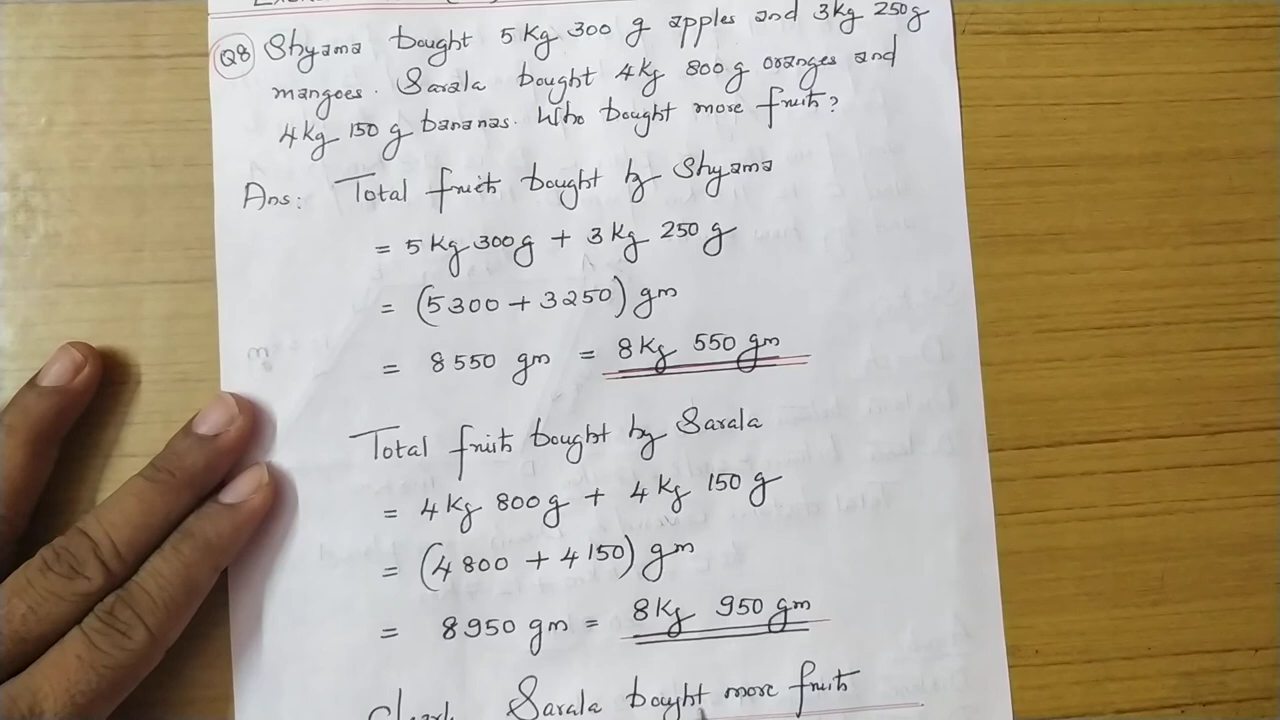 Q8 Shyama bought 5 Kg 300 g apples and 3 Kg 250 g
mangoes. Sarala bought 4 Kg 800 g oranges and
4 Kg 150 g bananas. Who bought more fruits?
Ans: Total fruits bought by Shyama
= 5 Kg 300 g + 3 Kg 250 g
= (5300 + 3250) gm
= 8550 gm = 8 Kg 550 gm
Total fruits bought by Sarala
= 4 Kg 800 g + 4 Kg 150 g
= (4800 + 4150) gm
= 8950 gm = 8 Kg 950 gm
Sarala bought more fruits